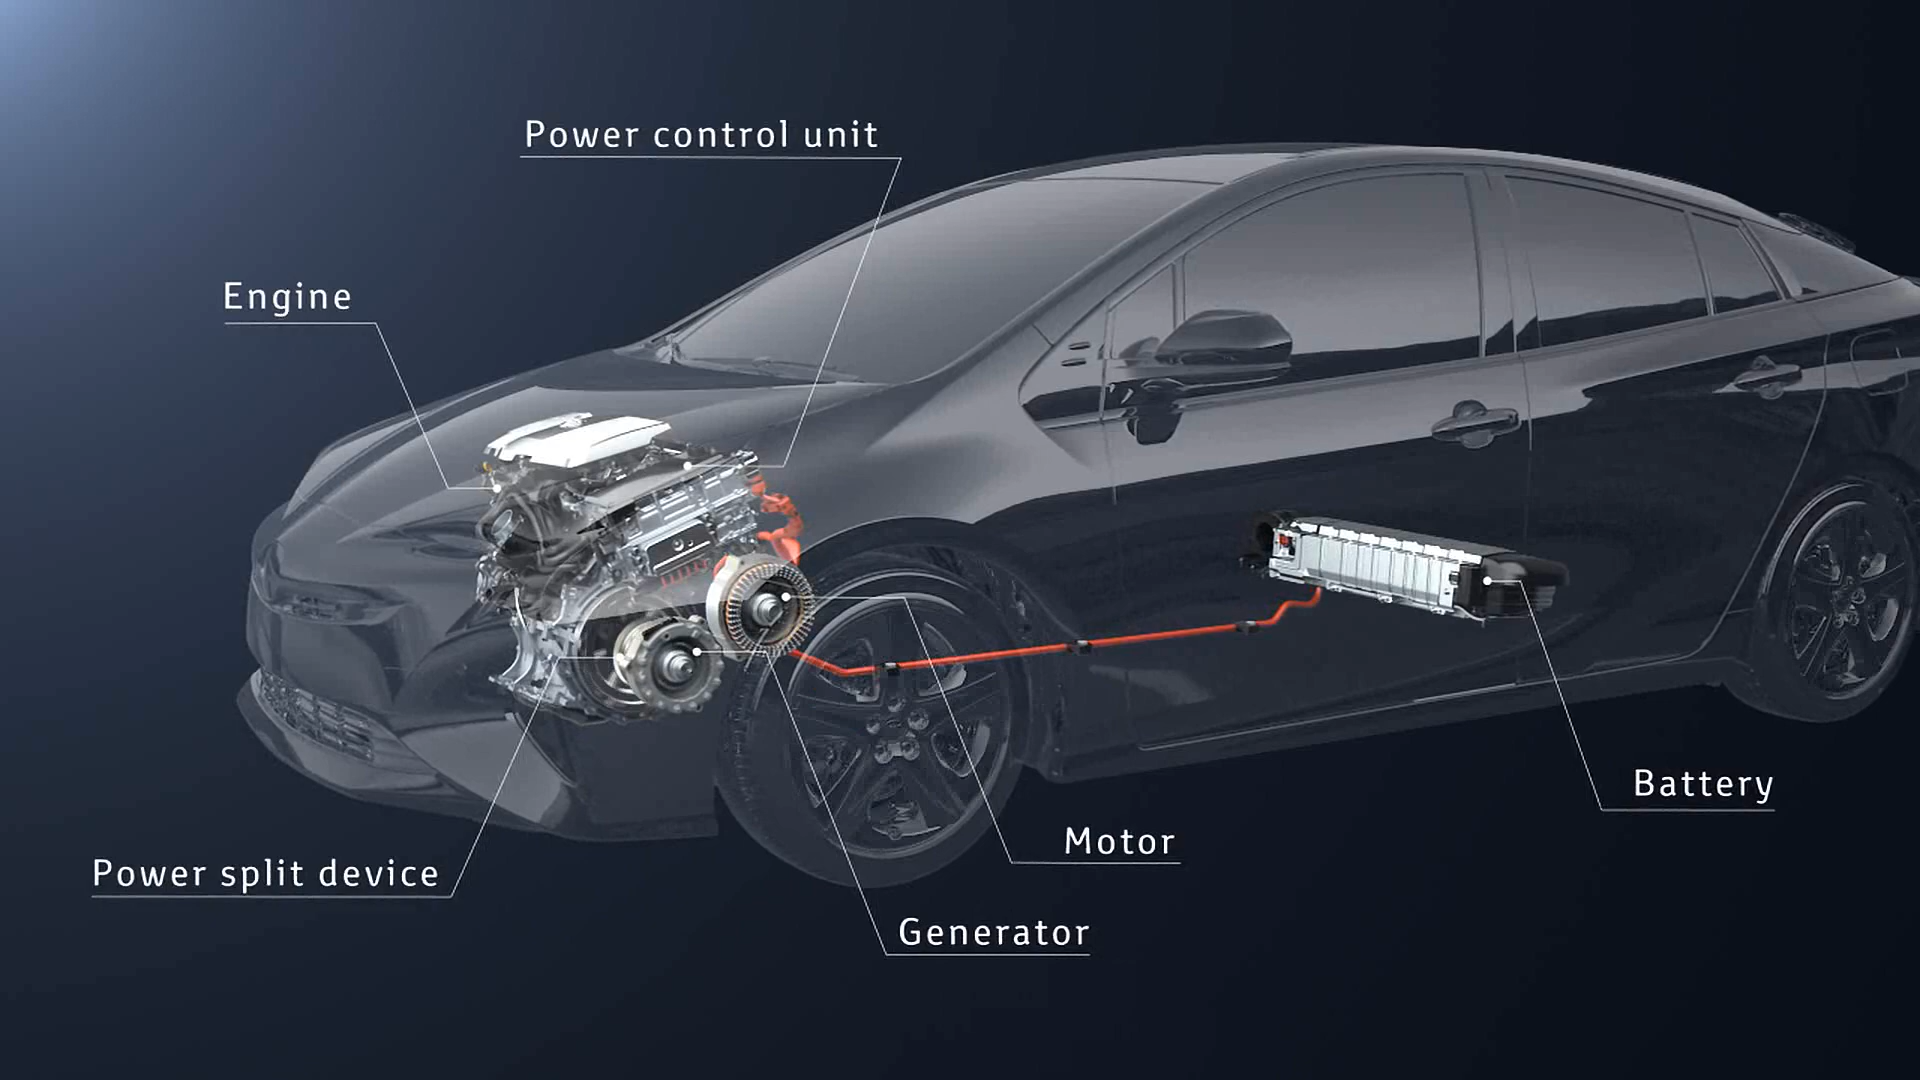 Power control unit
Engine
Battery
Motor
Power split device
Generator